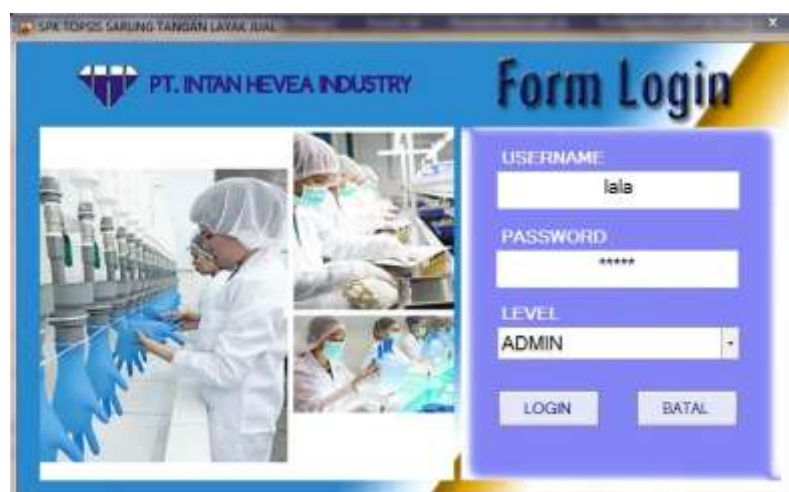 SPK TOPSIS SARUNG TANGAN LAYAK JUAL
PT. INTAN HEVEA INDUSTRY
Form Login
USERNAME
lala
PASSWORD
*****
LEVEL
ADMIN
LOGIN
BATAL